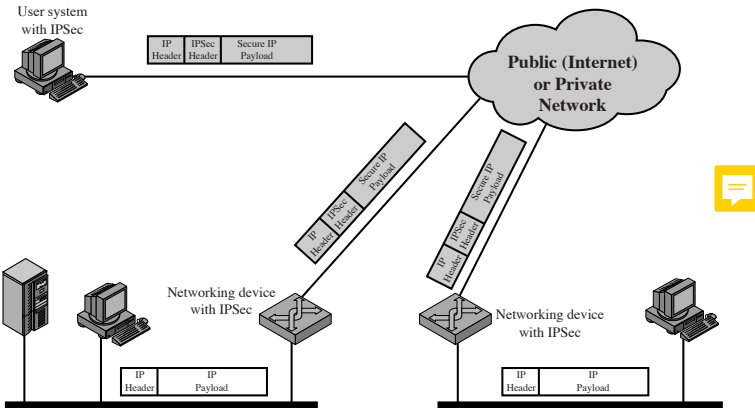 User system
with IPSec
IP
Header
IPSec
Header
Secure IP
Payload
Public (Internet)
or Private
Network
IP
Header
IPSec
Header
Secure IP
Payload
IP
Header
IPSec
Header
Secure IP
Payload
Networking device
with IPSec
Networking device
with IPSec
IP
Header
IP
Payload
IP
Header
IP
Payload